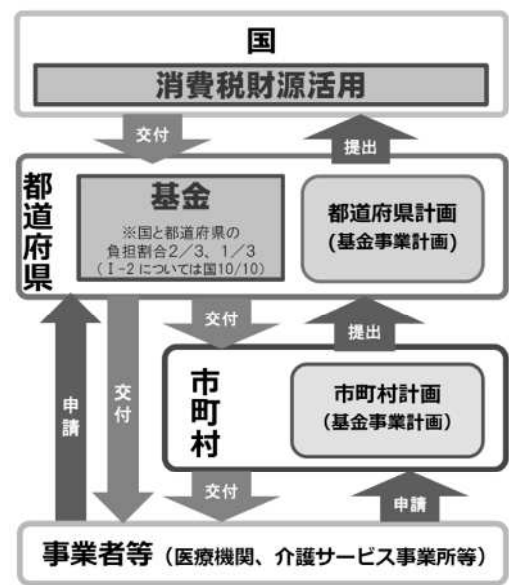 国
消費税財源活用
交付
提出
都道府県
基金
※国と都道府県の
負担割合2/3、1/3
(Ⅰ-2については国10/10)
都道府県計画
(基金事業計画)
交付
提出
申請
交付
市町村
市町村計画
(基金事業計画)
交付
申請
事業者等(医療機関、介護サービス事業所等)